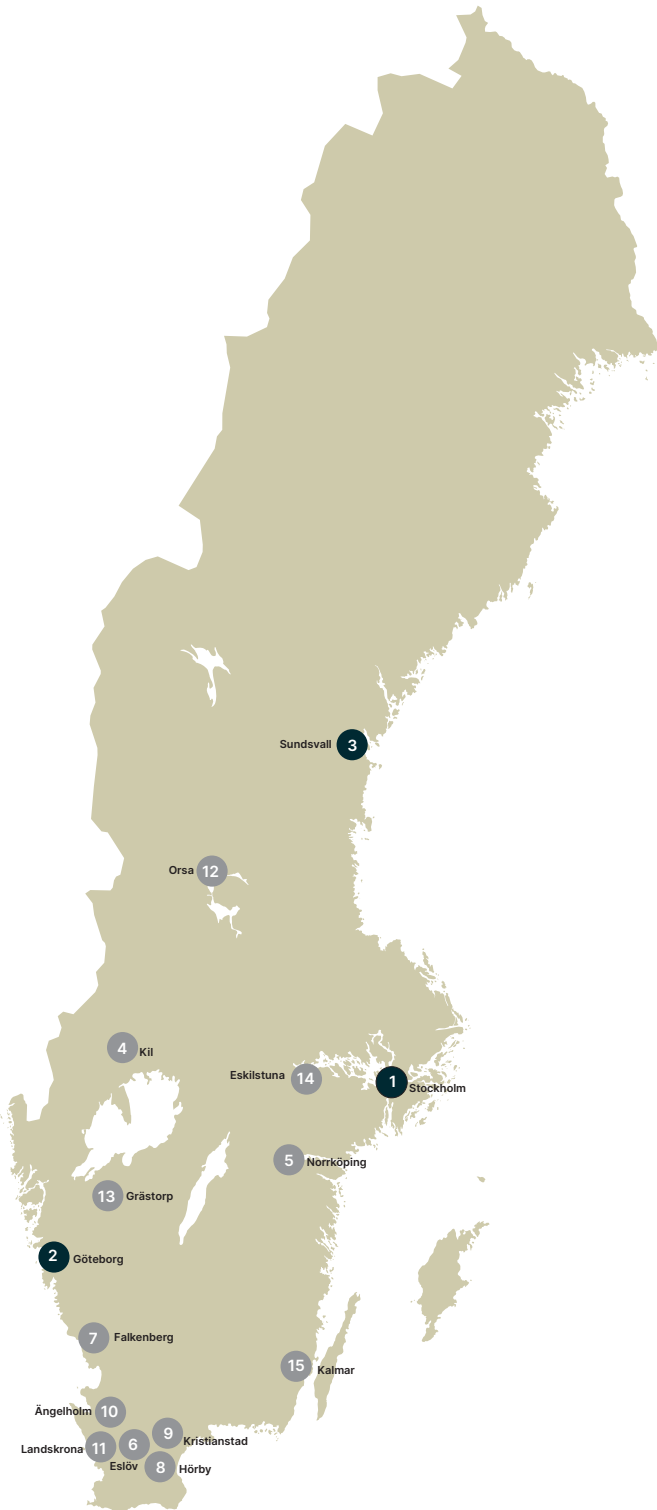 Sundsvall 3
Orsa 12
4 Kil
Eskilstuna 14
1 Stockholm
5 Norrköping
13 Grästorp
2 Göteborg
7 Falkenberg
15 Kalmar
Ängelholm 10
9 Kristianstad
Landskrona 11
6 Eslöv
8 Hörby